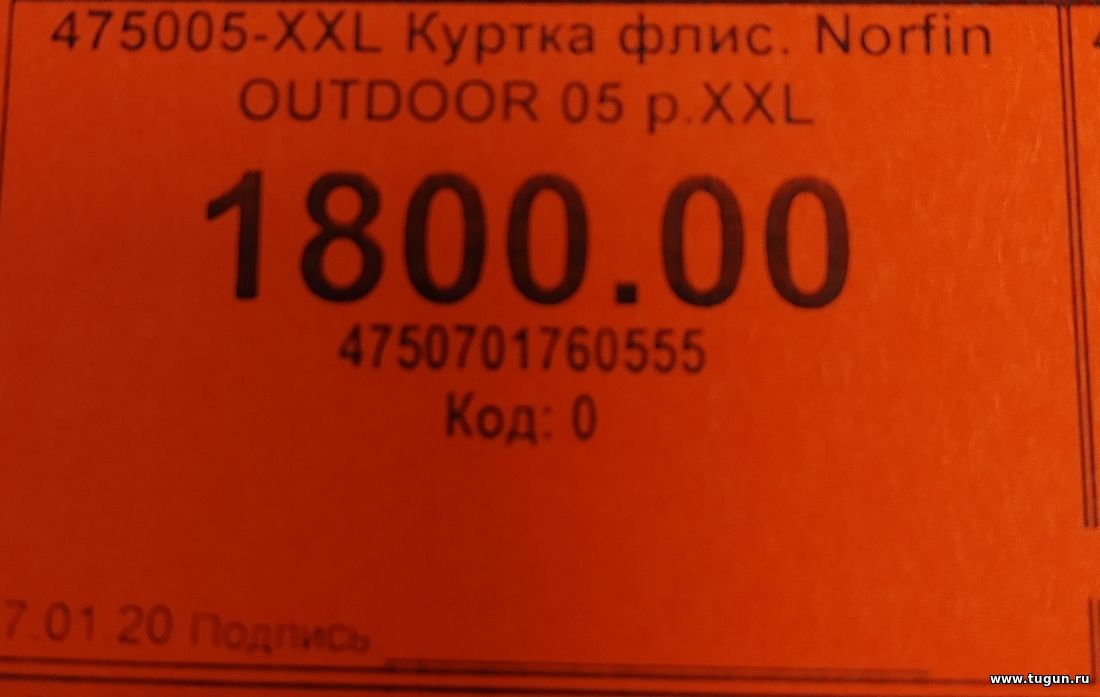 475005-XXL Куртка флис. Norfin
OUTDOOR 05 р.XXL
1800.00
4750701760555
Код: 0
7.01.20 Подпись
www.tugun.ru